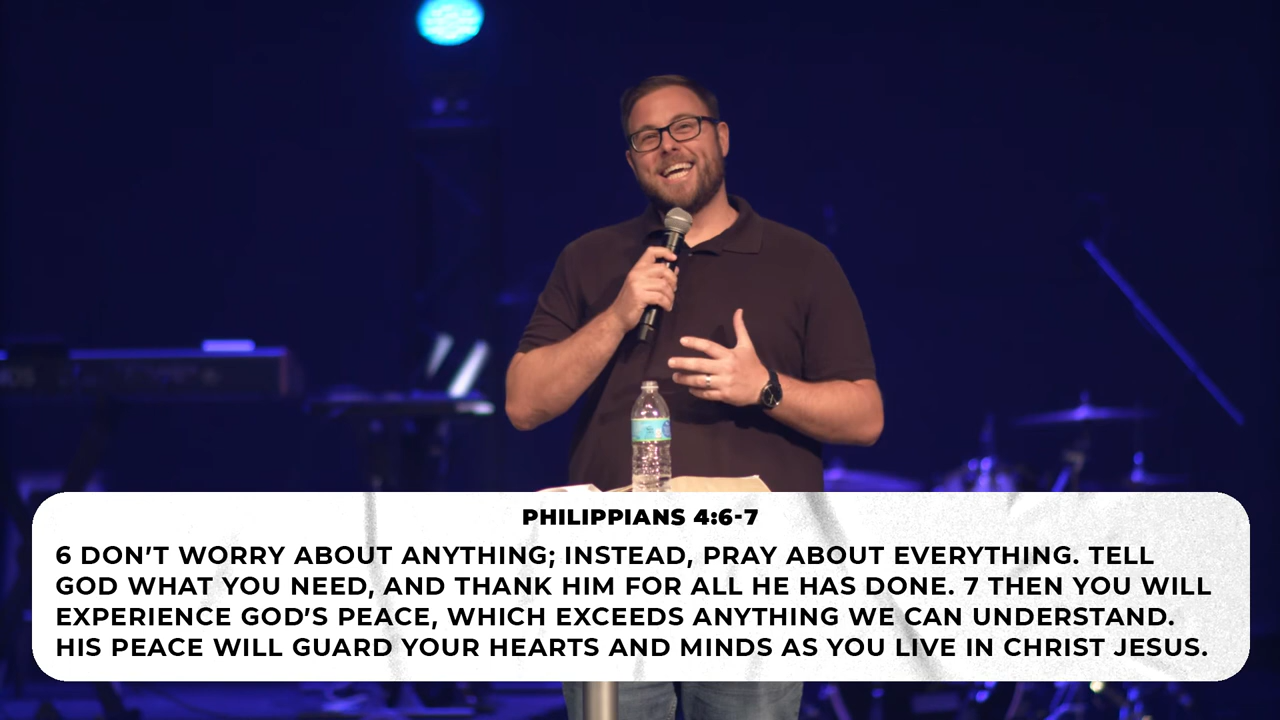 PHILIPPIANS 4:6-7
6 DON'T WORRY ABOUT ANYTHING; INSTEAD, PRAY ABOUT EVERYTHING. TELL
GOD WHAT YOU NEED, AND THANK HIM FOR ALL HE HAS DONE. 7 THEN YOU WILL
EXPERIENCE GOD'S PEACE, WHICH EXCEEDS ANYTHING WE CAN UNDERSTAND.
HIS PEACE WILL GUARD YOUR HEARTS AND MINDS AS YOU LIVE IN CHRIST JESUS.